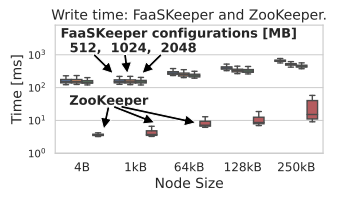 Write time: FaaSKeeper and ZooKeeper.
FaaSKeeper configurations [MB]
512, 1024, 2048
ZooKeeper
Time [ms]
10³
10²
10¹
10⁰
4B 1kB 64kB 128kB 250kB
Node Size